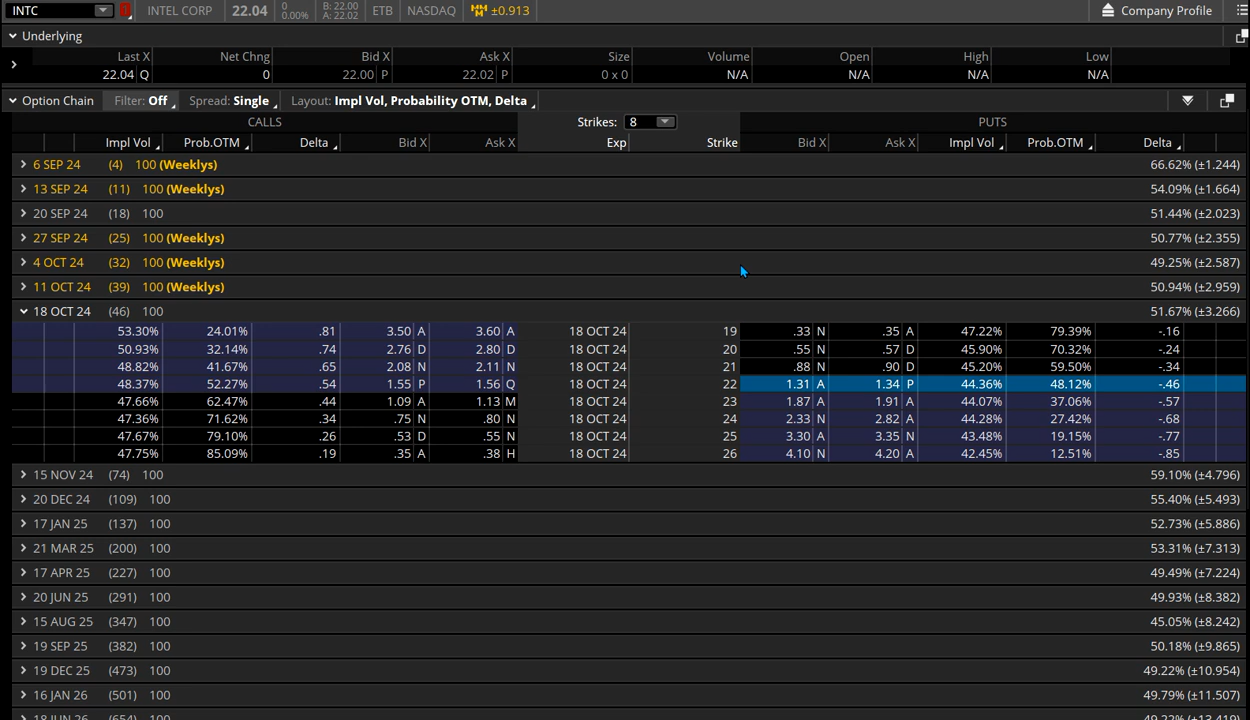 INTC INTEL CORP 22.04 0 0.00% B: 22.00 A: 22.02 ETB NASDAQ ±0.913 Company Profile
Underlying
Last X Net Chng Bid X Ask X Size Volume Open High Low
22.04 Q 0 22.00 P 22.02 P 0 x 0 N/A N/A N/A N/A
Option Chain Filter: Off Spread: Single Layout: Impl Vol, Probability OTM, Delta
CALLS Strikes: 8 PUTS
Impl Vol Prob.OTM Delta Bid X Ask X Exp Strike Bid X Ask X Impl Vol Prob.OTM Delta
6 SEP 24 (4) 100 (Weeklys) 66.62% (±1.244)
13 SEP 24 (11) 100 (Weeklys) 54.09% (±1.664)
20 SEP 24 (18) 100 51.44% (±2.023)
27 SEP 24 (25) 100 (Weeklys) 50.77% (±2.355)
4 OCT 24 (32) 100 (Weeklys) 49.25% (±2.587)
11 OCT 24 (39) 100 (Weeklys) 50.94% (±2.959)
18 OCT 24 (46) 100 51.67% (±3.266)
53.30% 24.01% .81 3.50 A 3.60 A 18 OCT 24 19 .33 N .35 A 47.22% 79.39% -.16
50.93% 32.14% .74 2.76 D 2.80 D 18 OCT 24 20 .55 N .57 D 45.90% 70.32% -.24
48.82% 41.67% .65 2.08 N 2.11 N 18 OCT 24 21 .88 N .90 D 45.20% 59.50% -.34
48.37% 52.27% .54 1.55 P 1.56 Q 18 OCT 24 22 1.31 A 1.34 P 44.36% 48.12% -.46
47.66% 62.47% .44 1.09 A 1.13 M 18 OCT 24 23 1.87 A 1.91 A 44.07% 37.06% -.57
47.36% 71.62% .34 .75 N .80 N 18 OCT 24 24 2.33 N 2.82 A 44.28% 27.42% -.68
47.67% 79.10% .26 .53 D .55 N 18 OCT 24 25 3.30 A 3.35 N 43.48% 19.15% -.77
47.75% 85.09% .19 .35 A .38 H 18 OCT 24 26 4.10 N 4.20 A 42.45% 12.51% -.85
15 NOV 24 (74) 100 59.10% (±4.796)
20 DEC 24 (109) 100 55.40% (±5.493)
17 JAN 25 (137) 100 52.73% (±5.886)
21 MAR 25 (200) 100 53.31% (±7.313)
17 APR 25 (227) 100 49.49% (±7.224)
20 JUN 25 (291) 100 49.93% (±8.382)
15 AUG 25 (347) 100 45.05% (±8.242)
19 SEP 25 (382) 100 50.18% (±9.865)
19 DEC 25 (473) 100 49.22% (±10.954)
16 JAN 26 (501) 100 49.79% (±11.507)
18 JUN 26 (654) 100 49.22% (±13.419)